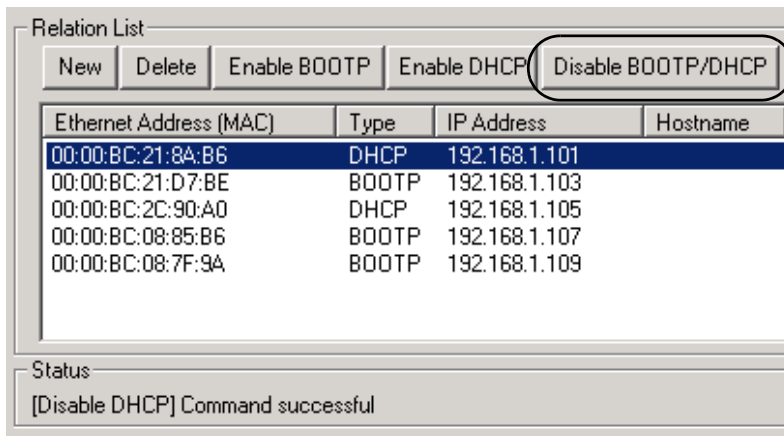 Relation List
New Delete Enable BOOTP Enable DHCP Disable BOOTP/DHCP
Ethernet Address (MAC) Type IP Address Hostname
00:00:BC:21:8A:B6 DHCP 192.168.1.101
00:00:BC:21:D7:BE BOOTP 192.168.1.103
00:00:BC:2C:90:A0 DHCP 192.168.1.105
00:00:BC:08:85:B6 BOOTP 192.168.1.107
00:00:BC:08:7F:9A BOOTP 192.168.1.109
Status
[Disable DHCP] Command successful